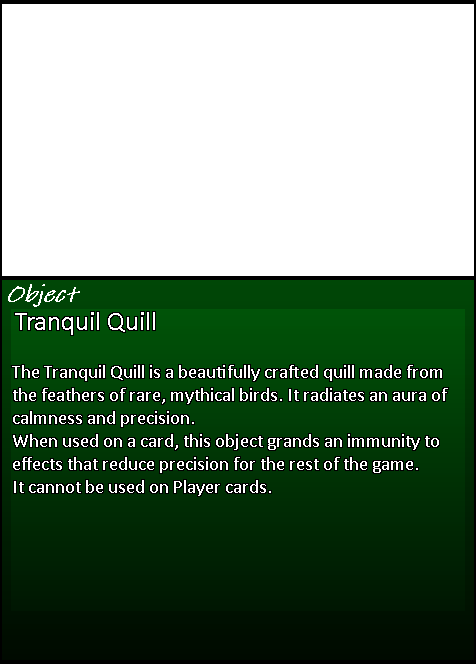 Object
Tranquil Quill
The Tranquil Quill is a beautifully crafted quill made from
the feathers of rare, mythical birds. It radiates an aura of
calmness and precision.
When used on a card, this object grands an immunity to
effects that reduce precision for the rest of the game.
It cannot be used on Player cards.